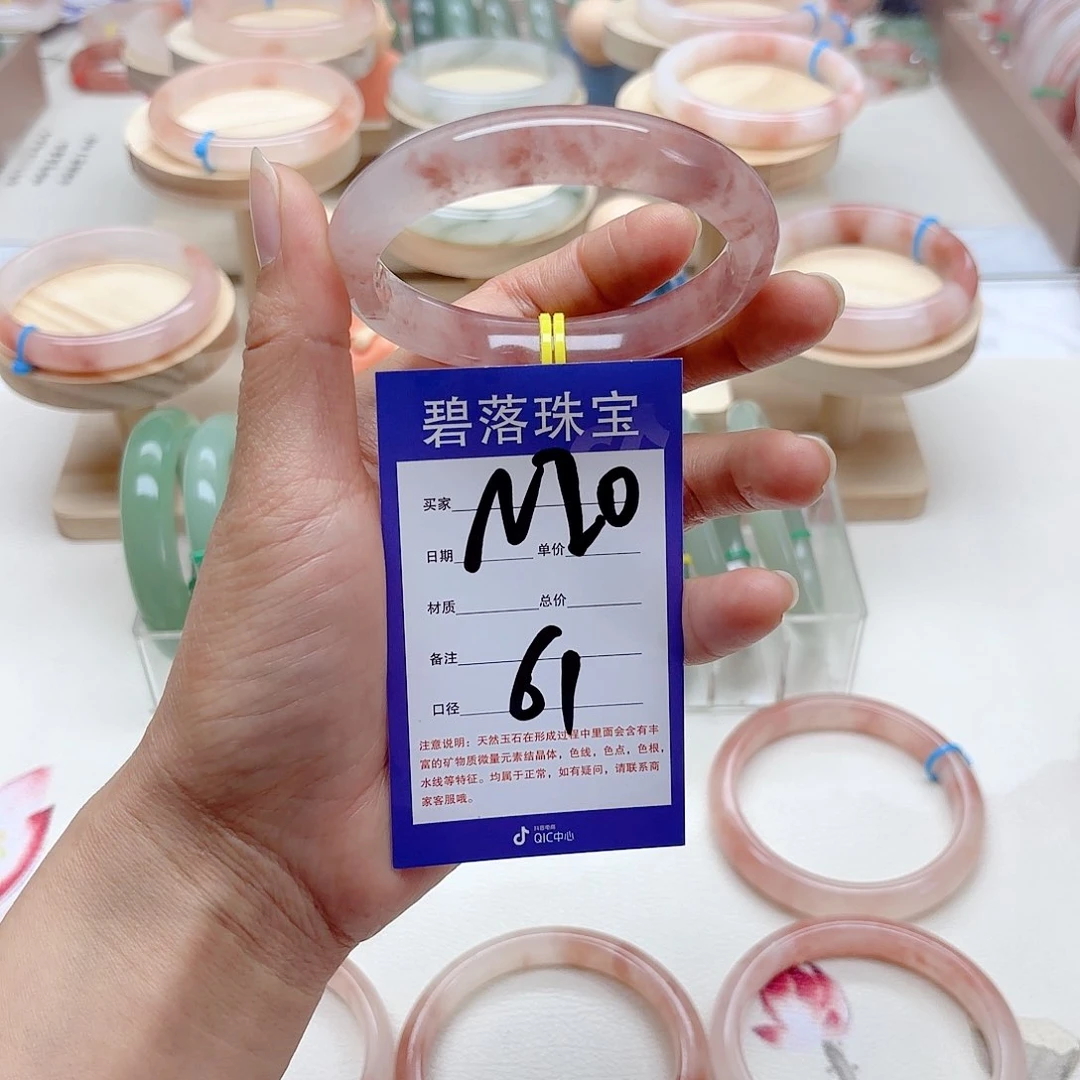 碧落珠宝
买家
M20
日期 单价
材质 总价
备注
61
口径
注意说明：天然玉石在形成过程中里面会含有丰
富的矿物质微量元素结晶体，色线，色点，色根，
水线等特征。均属于正常，如有疑问，请联系商
家客服哦。
抖音电商
QIC中心